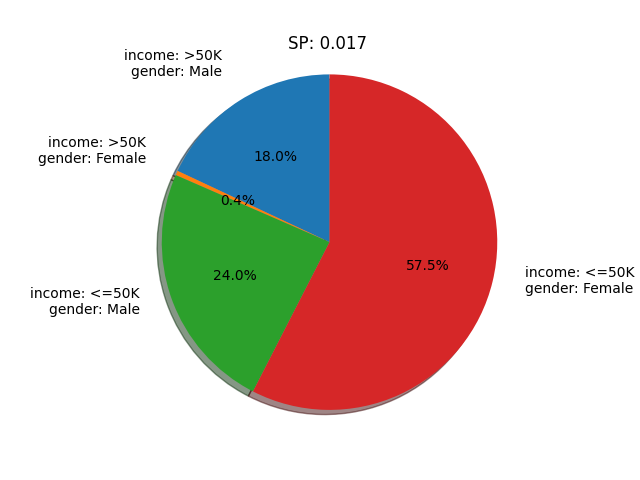 SP: 0.017
income: >50K
gender: Male
18.0%
income: >50K
gender: Female
0.4%
income: <=50K
gender: Male
24.0%
57.5%
income: <=50K
gender: Female